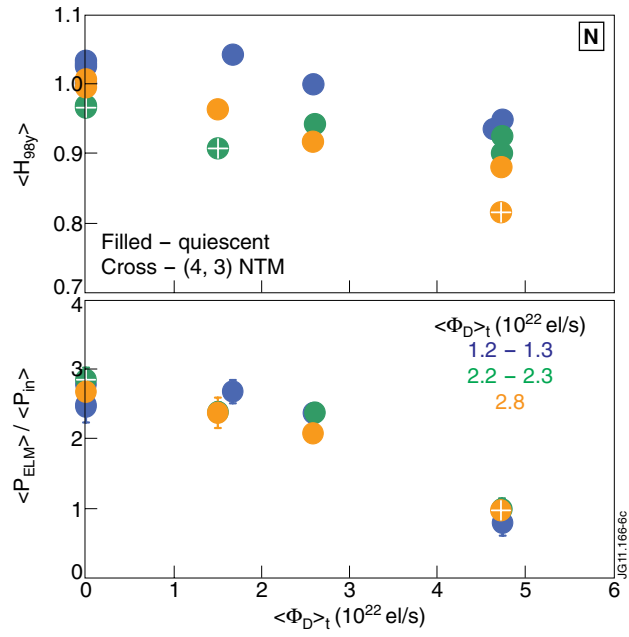 1.1
N
1.0
0.9
0.8
0.7
<H98y>
Filled – quiescent
Cross – (4, 3) NTM
4
3
2
1
0
<PELM> / <Pin>
<ΦD>t (10²² el/s)
1.2 – 1.3
2.2 – 2.3
2.8
0 1 2 3 4 5 6
<ΦD>t (10²² el/s)
JG11.166-6c